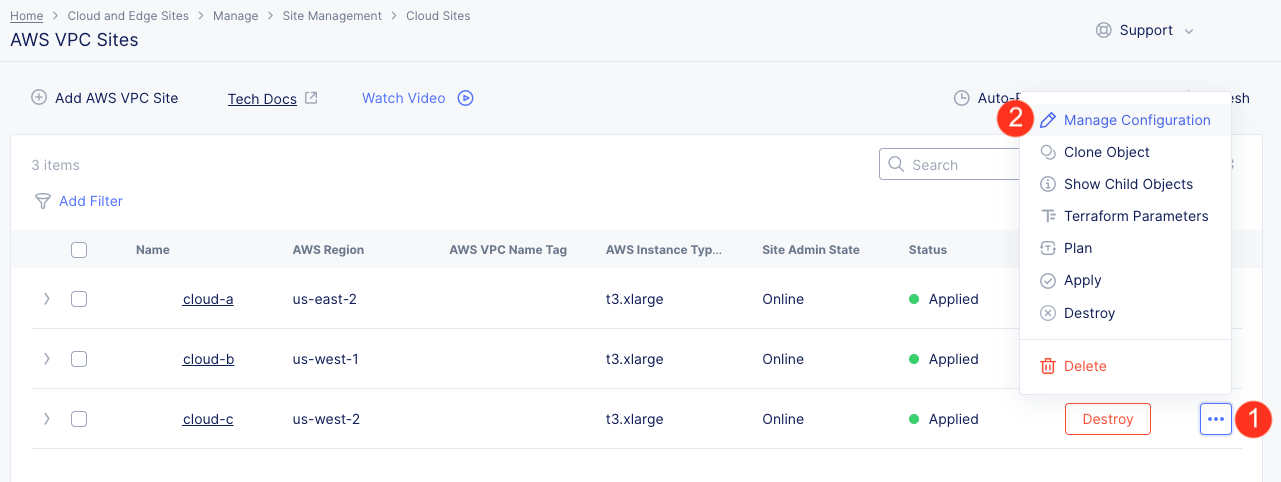 Home > Cloud and Edge Sites > Manage > Site Management > Cloud Sites
AWS VPC Sites
Support
Add AWS VPC Site
Tech Docs
Watch Video
3 items
Search
Add Filter
Name AWS Region AWS VPC Name Tag AWS Instance Typ... Site Admin State Status
cloud-a us-east-2 t3.xlarge Online Applied
cloud-b us-west-1 t3.xlarge Online Applied
cloud-c us-west-2 t3.xlarge Online Applied Destroy ... 1
2 Manage Configuration
Clone Object
Show Child Objects
Terraform Parameters
Plan
Apply
Destroy
Delete